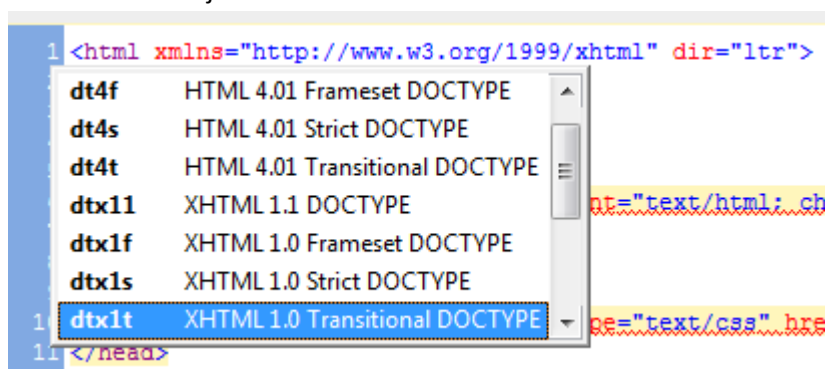 1 <html xmlns="http://www.w3.org/1999/xhtml" dir="ltr">
dt4f HTML 4.01 Frameset DOCTYPE
dt4s HTML 4.01 Strict DOCTYPE
dt4t HTML 4.01 Transitional DOCTYPE
dtx11 XHTML 1.1 DOCTYPE nt="text/html; ch
dtx1f XHTML 1.0 Frameset DOCTYPE
dtx1s XHTML 1.0 Strict DOCTYPE
dtx1t XHTML 1.0 Transitional DOCTYPE pe="text/css" hre
11 </head>